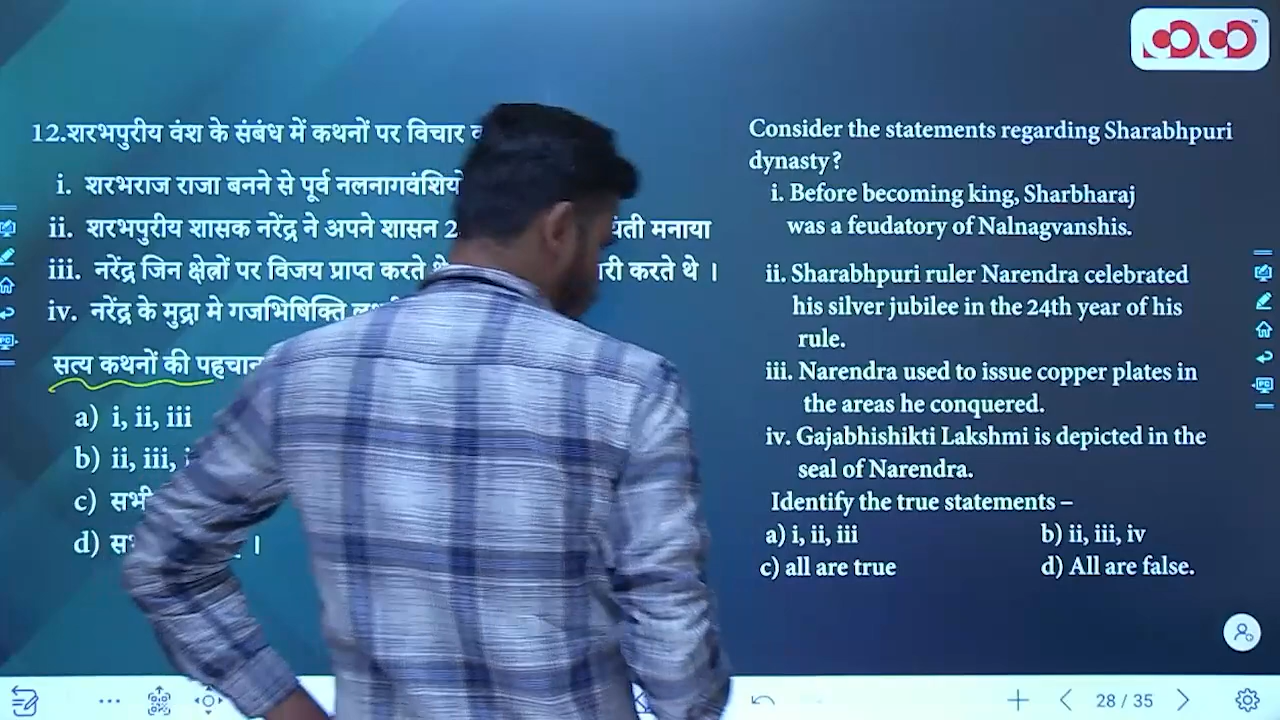 12.शरभपुरीय वंश के संबंध में कथनों पर विचार
i. शरभराज राजा बनने से पूर्व
ii. शरभपुरीय शासक नरेंद्र ने अपने शासन मनाया
iii. नरेंद्र जिन क्षेत्रों पर विजय प्राप्त करते थे करते थे ।
iv. नरेंद्र के मुद्रा मे गजभिषिक्ति
सत्य कथनों की पहचान
a) i, ii, iii
b) ii, iii,
c) सभी
d)
Consider the statements regarding Sharabhpuri
dynasty?
i. Before becoming king, Sharbharaj
was a feudatory of Nalnagvanshis.
ii. Sharabhpuri ruler Narendra celebrated
his silver jubilee in the 24th year of his
rule.
iii. Narendra used to issue copper plates in
the areas he conquered.
iv. Gajabhishikti Lakshmi is depicted in the
seal of Narendra.
Identify the true statements –
a) i, ii, iii b) ii, iii, iv
c) all are true d) All are false.
28 / 35